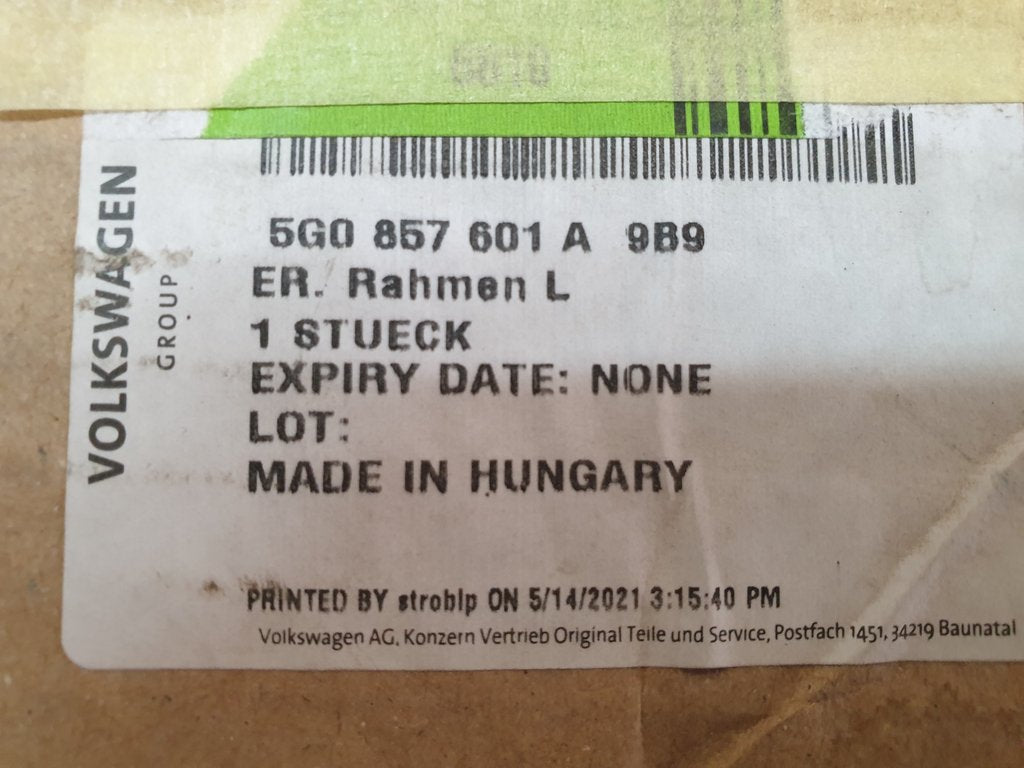 VOLKSWAGEN
GROUP
5G0 857 601 A 9B9
ER. Rahmen L
1 STUECK
EXPIRY DATE: NONE
LOT:
MADE IN HUNGARY
PRINTED BY stroblp ON 5/14/2021 3:15:40 PM
Volkswagen AG, Konzern Vertrieb Original Teile und Service, Postfach 1451, 34219 Baunatal